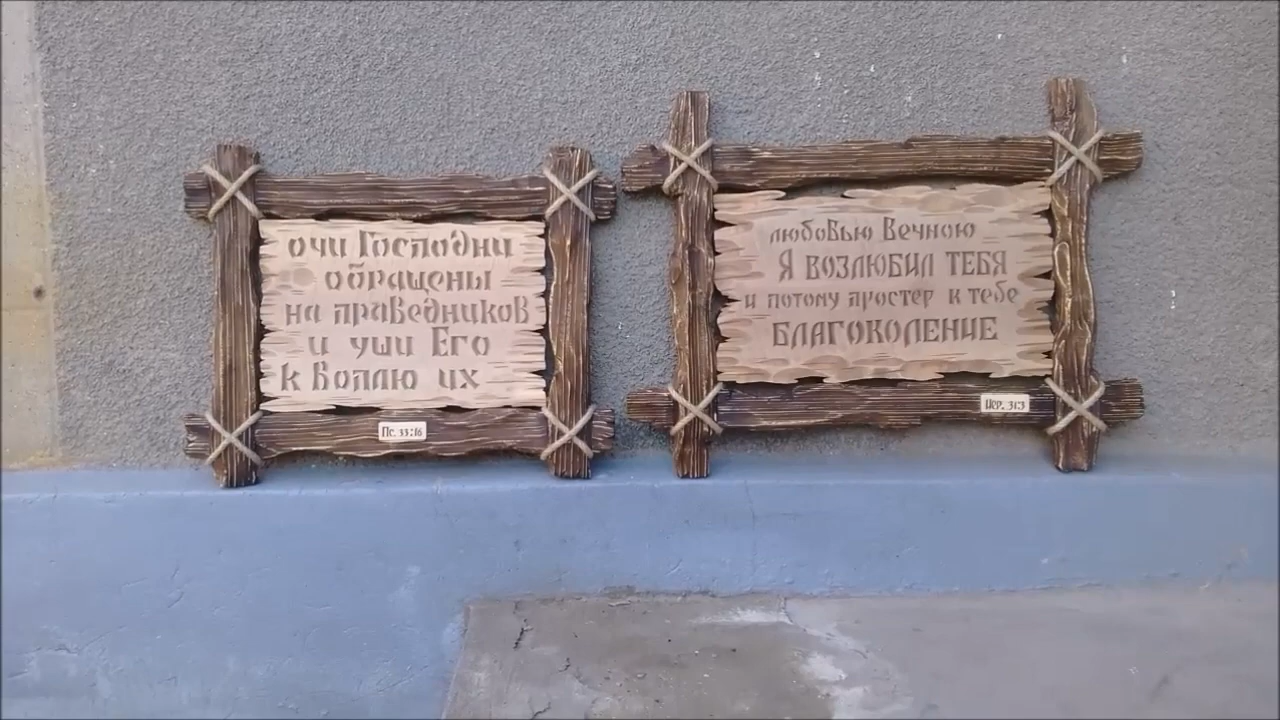 очи Господни
обращены
на праведников
и уши Его
к воплю их
Пс. 33:16
любовью Вечною
Я ВОЗЛЮБИЛ ТЕБЯ
и потому простер к тебе
БЛАГОКОЛЕНИЕ
Иер. 31:3